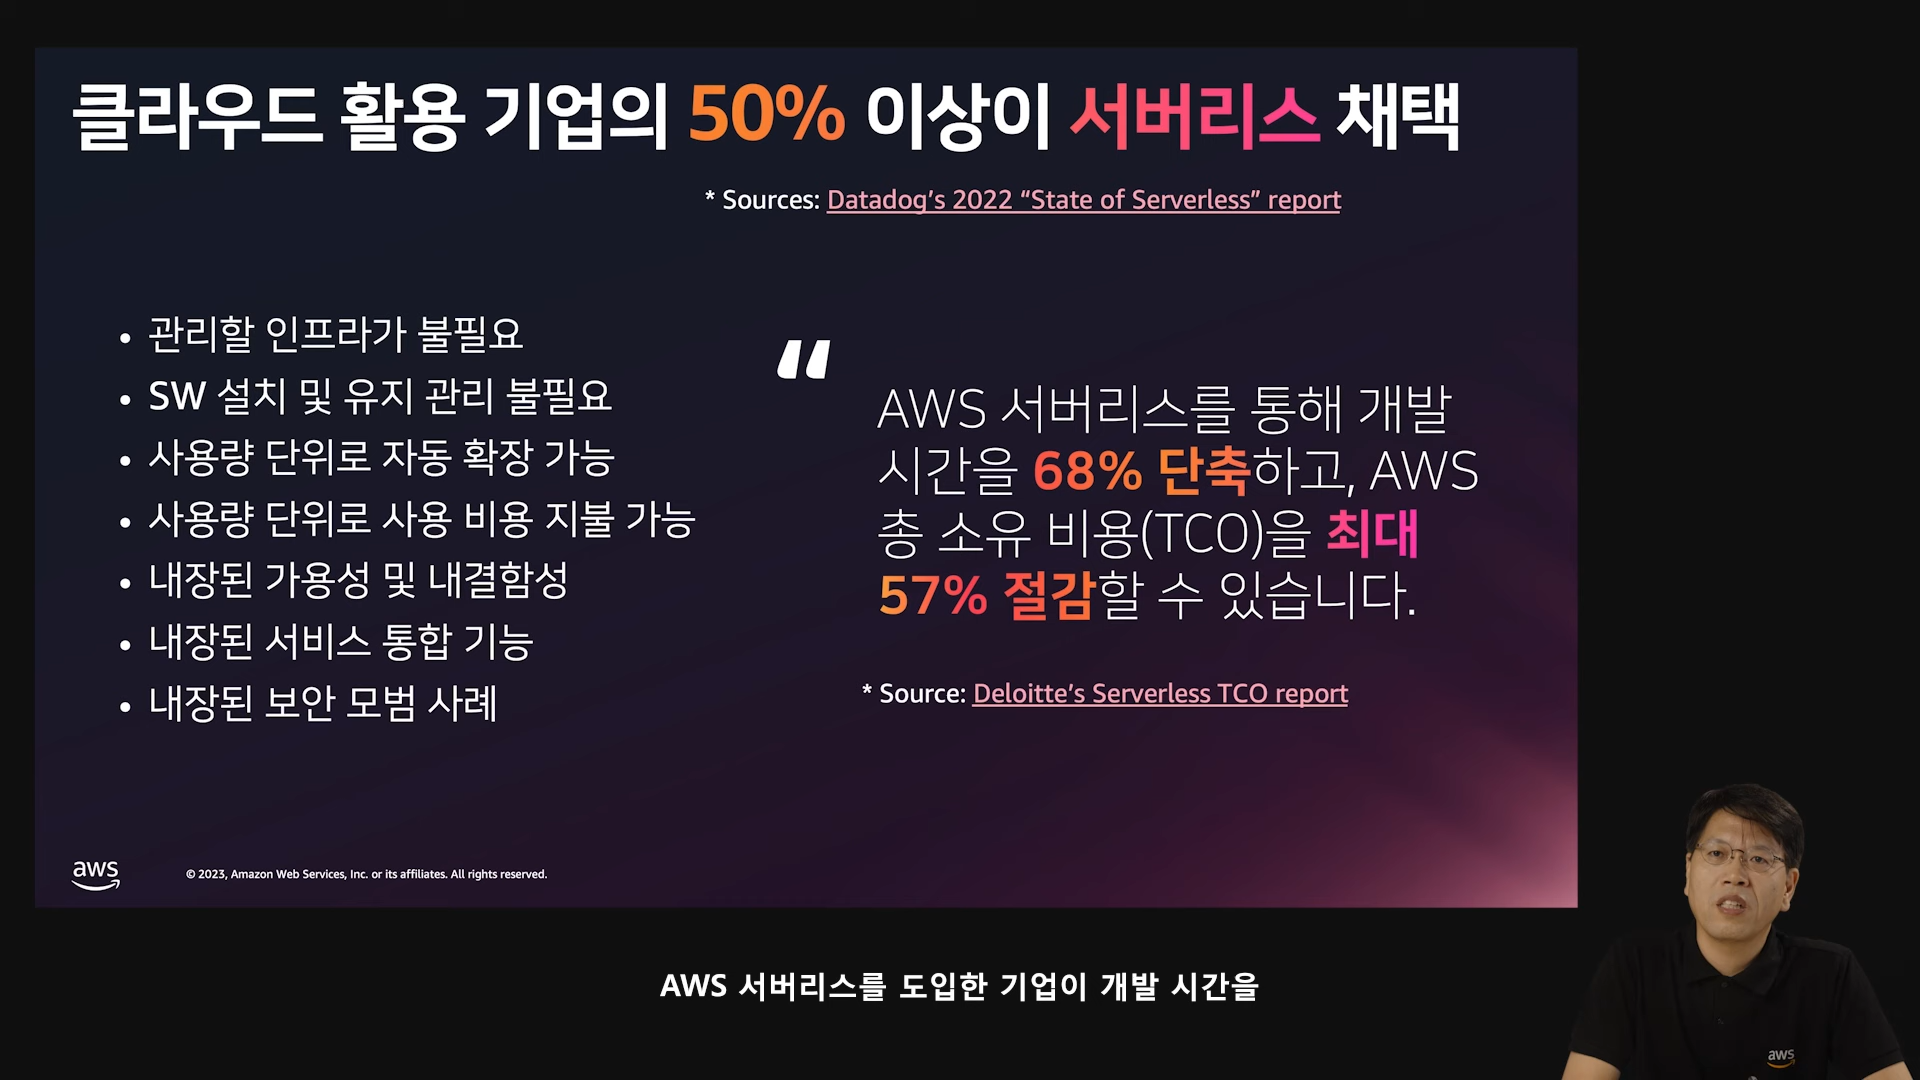 클라우드 활용 기업의 50% 이상이 서버리스 채택
* Sources: Datadog’s 2022 “State of Serverless” report
• 관리할 인프라가 불필요
• SW 설치 및 유지 관리 불필요
• 사용량 단위로 자동 확장 가능
• 사용량 단위로 사용 비용 지불 가능
• 내장된 가용성 및 내결함성
• 내장된 서비스 통합 기능
• 내장된 보안 모범 사례
“
AWS 서버리스를 통해 개발
시간을 68% 단축하고, AWS
총 소유 비용(TCO)을 최대
57% 절감할 수 있습니다.
* Source: Deloitte’s Serverless TCO report
aws
© 2023, Amazon Web Services, Inc. or its affiliates. All rights reserved.
AWS 서버리스를 도입한 기업이 개발 시간을
aws